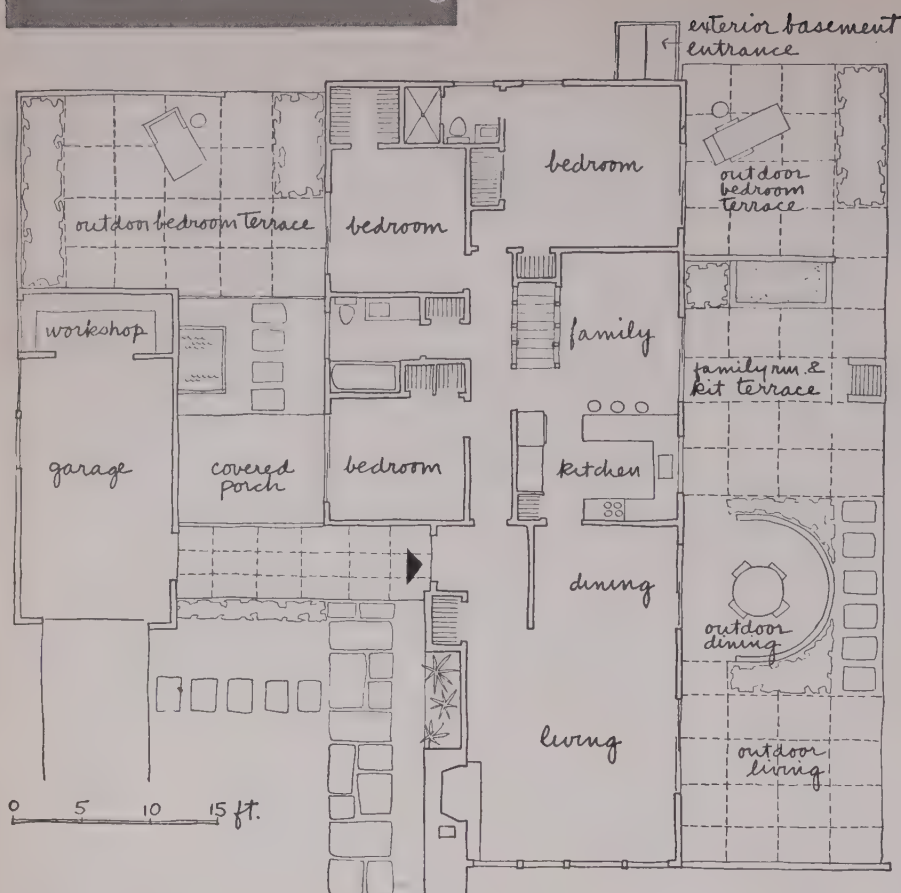 exterior basement
entrance
bedroom
outdoor
bedroom
terrace
outdoor bedroom terrace
bedroom
workshop
family
family rm. &
kit terrace
garage
covered
porch
bedroom
kitchen
dining
outdoor
dining
living
outdoor
living
0 5 10 15 ft.